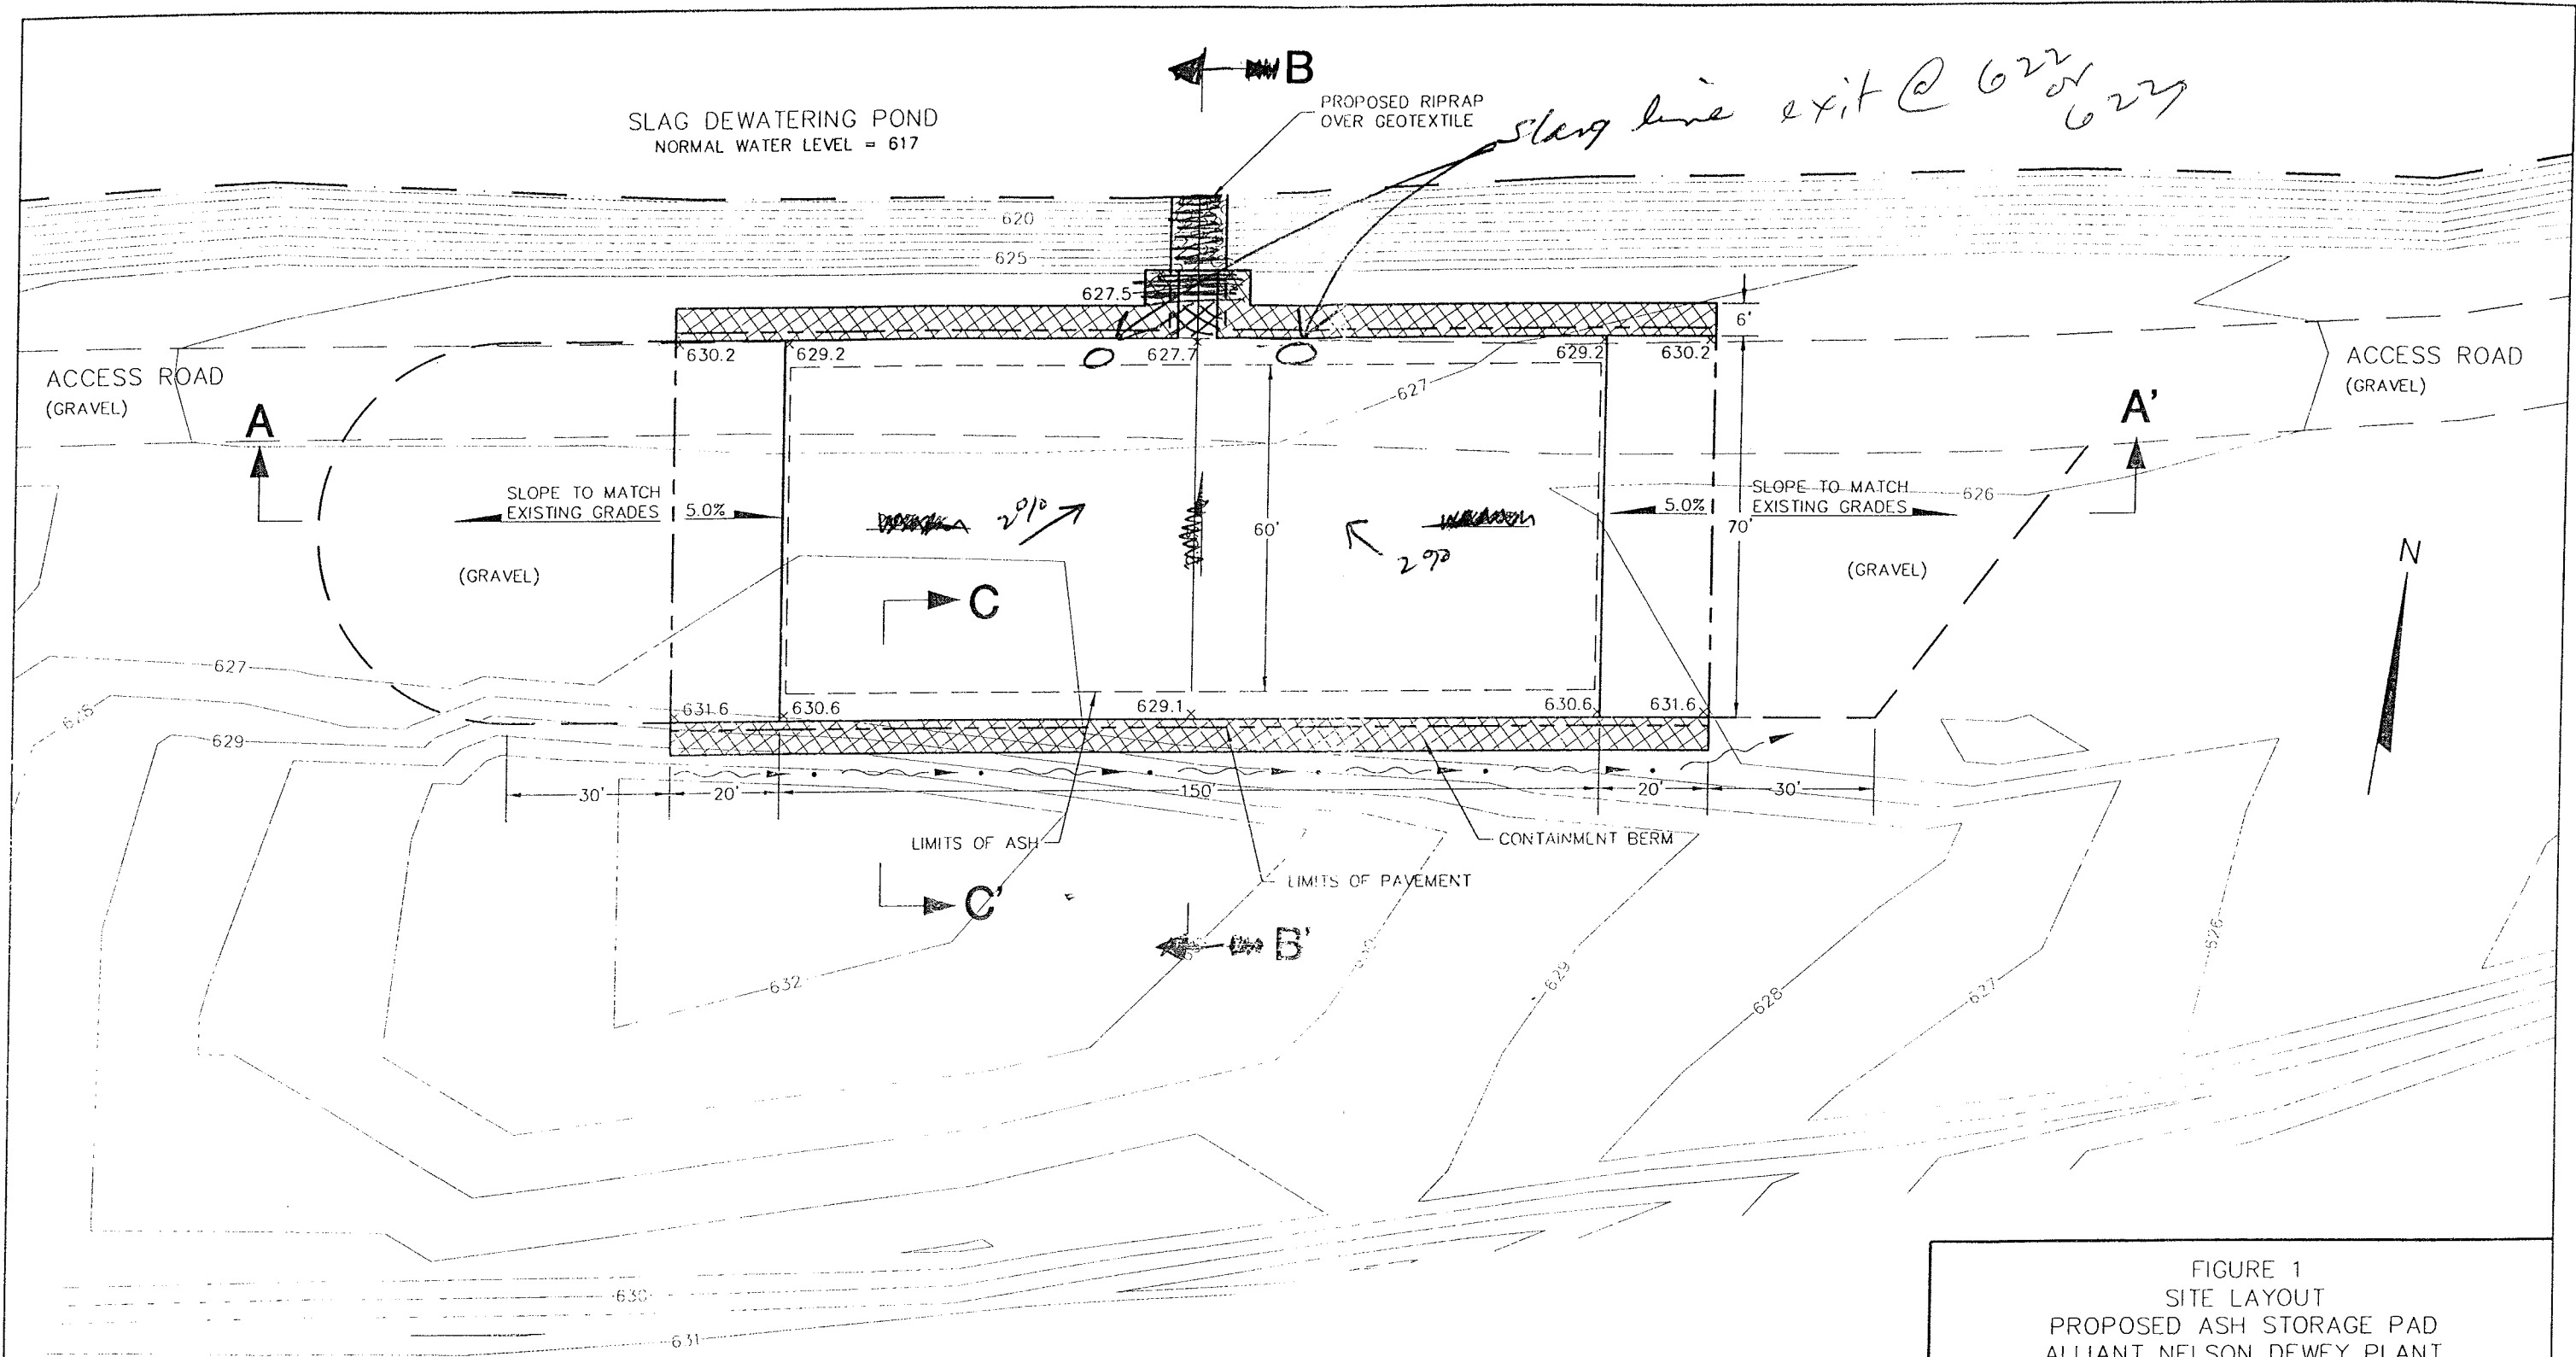 B
SLAG DEWATERING POND
NORMAL WATER LEVEL = 617
PROPOSED RIPRAP
OVER GEOTEXTILE
slag line exit @ 622
or
622
620
625
627.5
6'
630.2
629.2
627.7
629.2
630.2
ACCESS ROAD
(GRAVEL)
ACCESS ROAD
(GRAVEL)
627
A
A'
SLOPE TO MATCH
EXISTING GRADES
5.0%
2%
60'
2%
5.0%
SLOPE TO MATCH
EXISTING GRADES
626
70'
(GRAVEL)
(GRAVEL)
N
C
627
631.6
630.6
629.1
630.6
631.6
629
30'
20'
150'
20'
30'
LIMITS OF ASH
CONTAINMENT BERM
LIMITS OF PAVEMENT
C'
B'
632
629
628
627
626
630
631
FIGURE 1
SITE LAYOUT
PROPOSED ASH STORAGE PAD
ALLIANT NELSON DEWEY PLANT